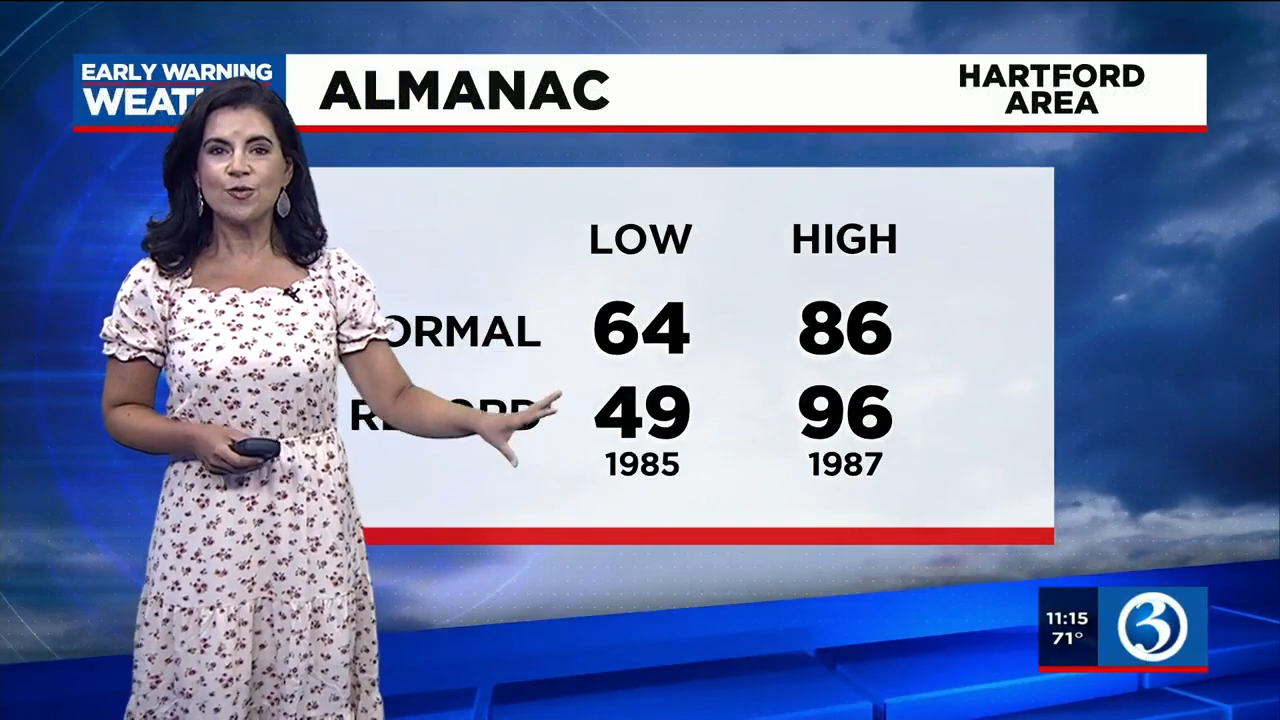 EARLY WARNING
ALMANAC
HARTFORD
AREA
LOW HIGH
64 86
49 96
1985 1987
11:15
71°
3